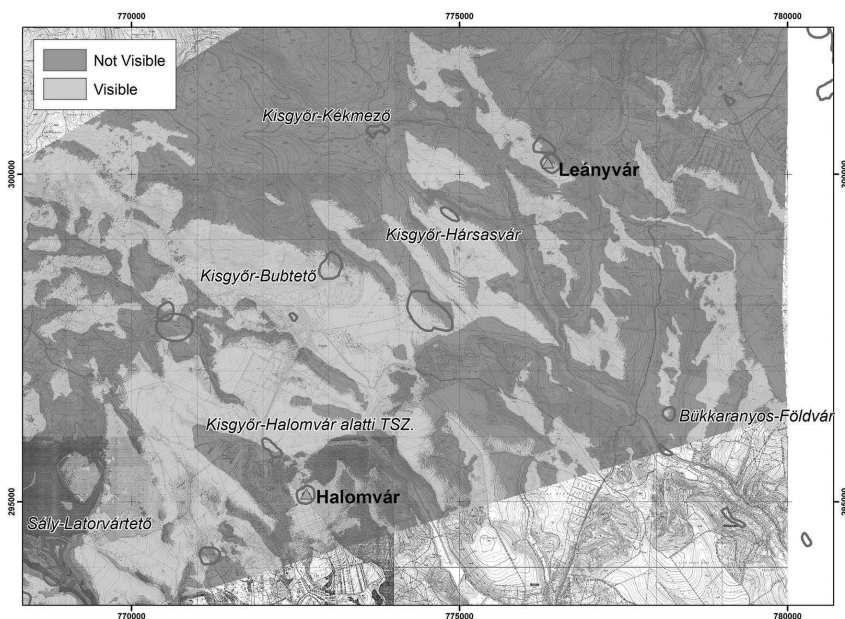 770000 775000 780000
Not Visible
Visible
Kisgyőr-Kékmező
Leányvár
300000 300000
Kisgyőr-Hársasvár
Kisgyőr-Bubtető
Bükkaranyos-Földvár
Kisgyőr-Halomvár alatti TSZ.
Halomvár
295000 295000
Sály-Latorvártető
770000 775000 780000